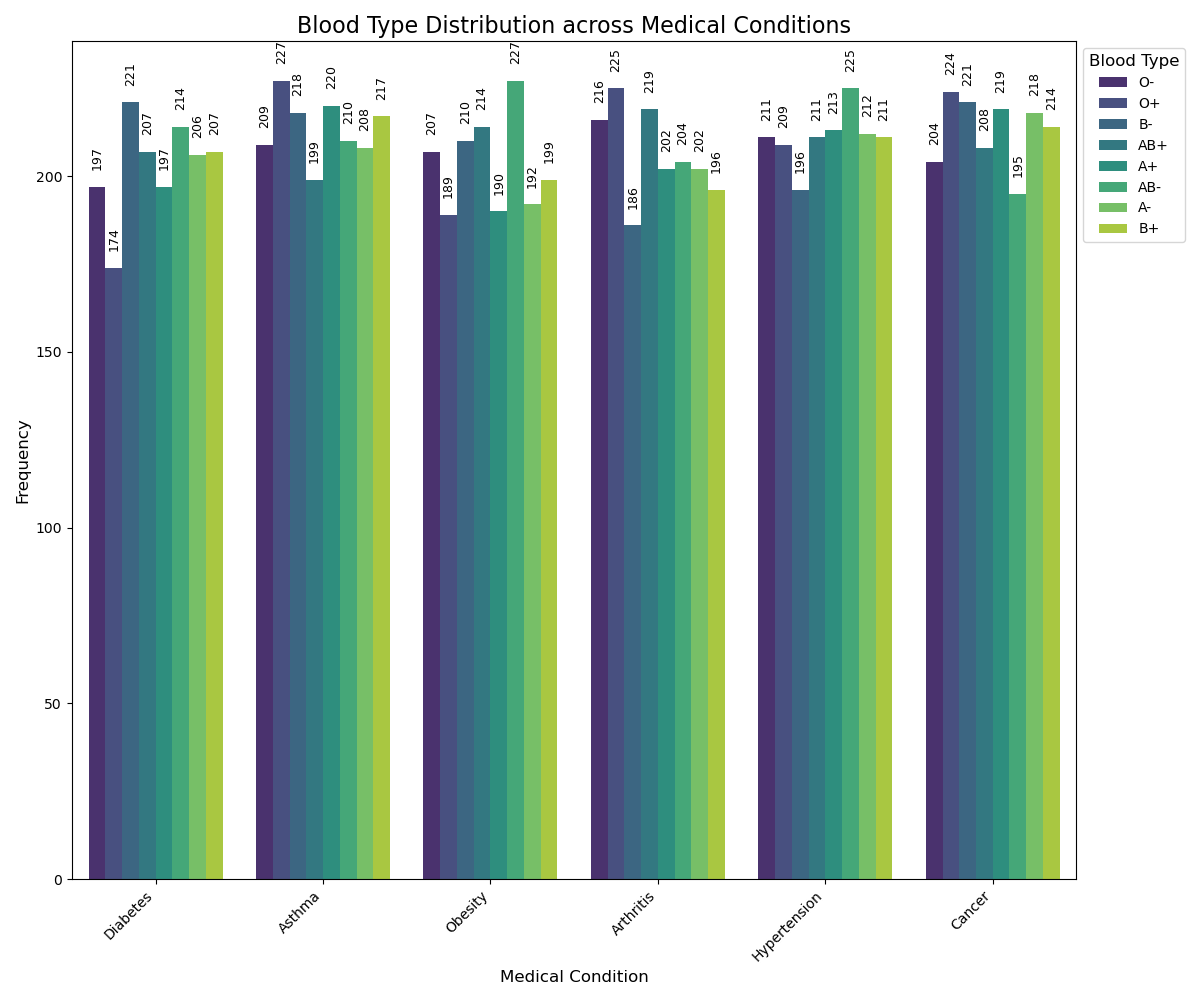 Blood Type Distribution across Medical Conditions
Frequency
200
150
100
50
0
197
174
221
207
197
214
206
207
209
227
218
199
220
210
208
217
207
189
210
214
190
227
192
199
216
225
186
219
202
204
202
196
211
209
196
211
213
225
212
211
204
224
221
208
219
195
218
214
Diabetes
Asthma
Obesity
Arthritis
Hypertension
Cancer
Medical Condition
Blood Type
O-
O+
B-
AB+
A+
AB-
A-
B+